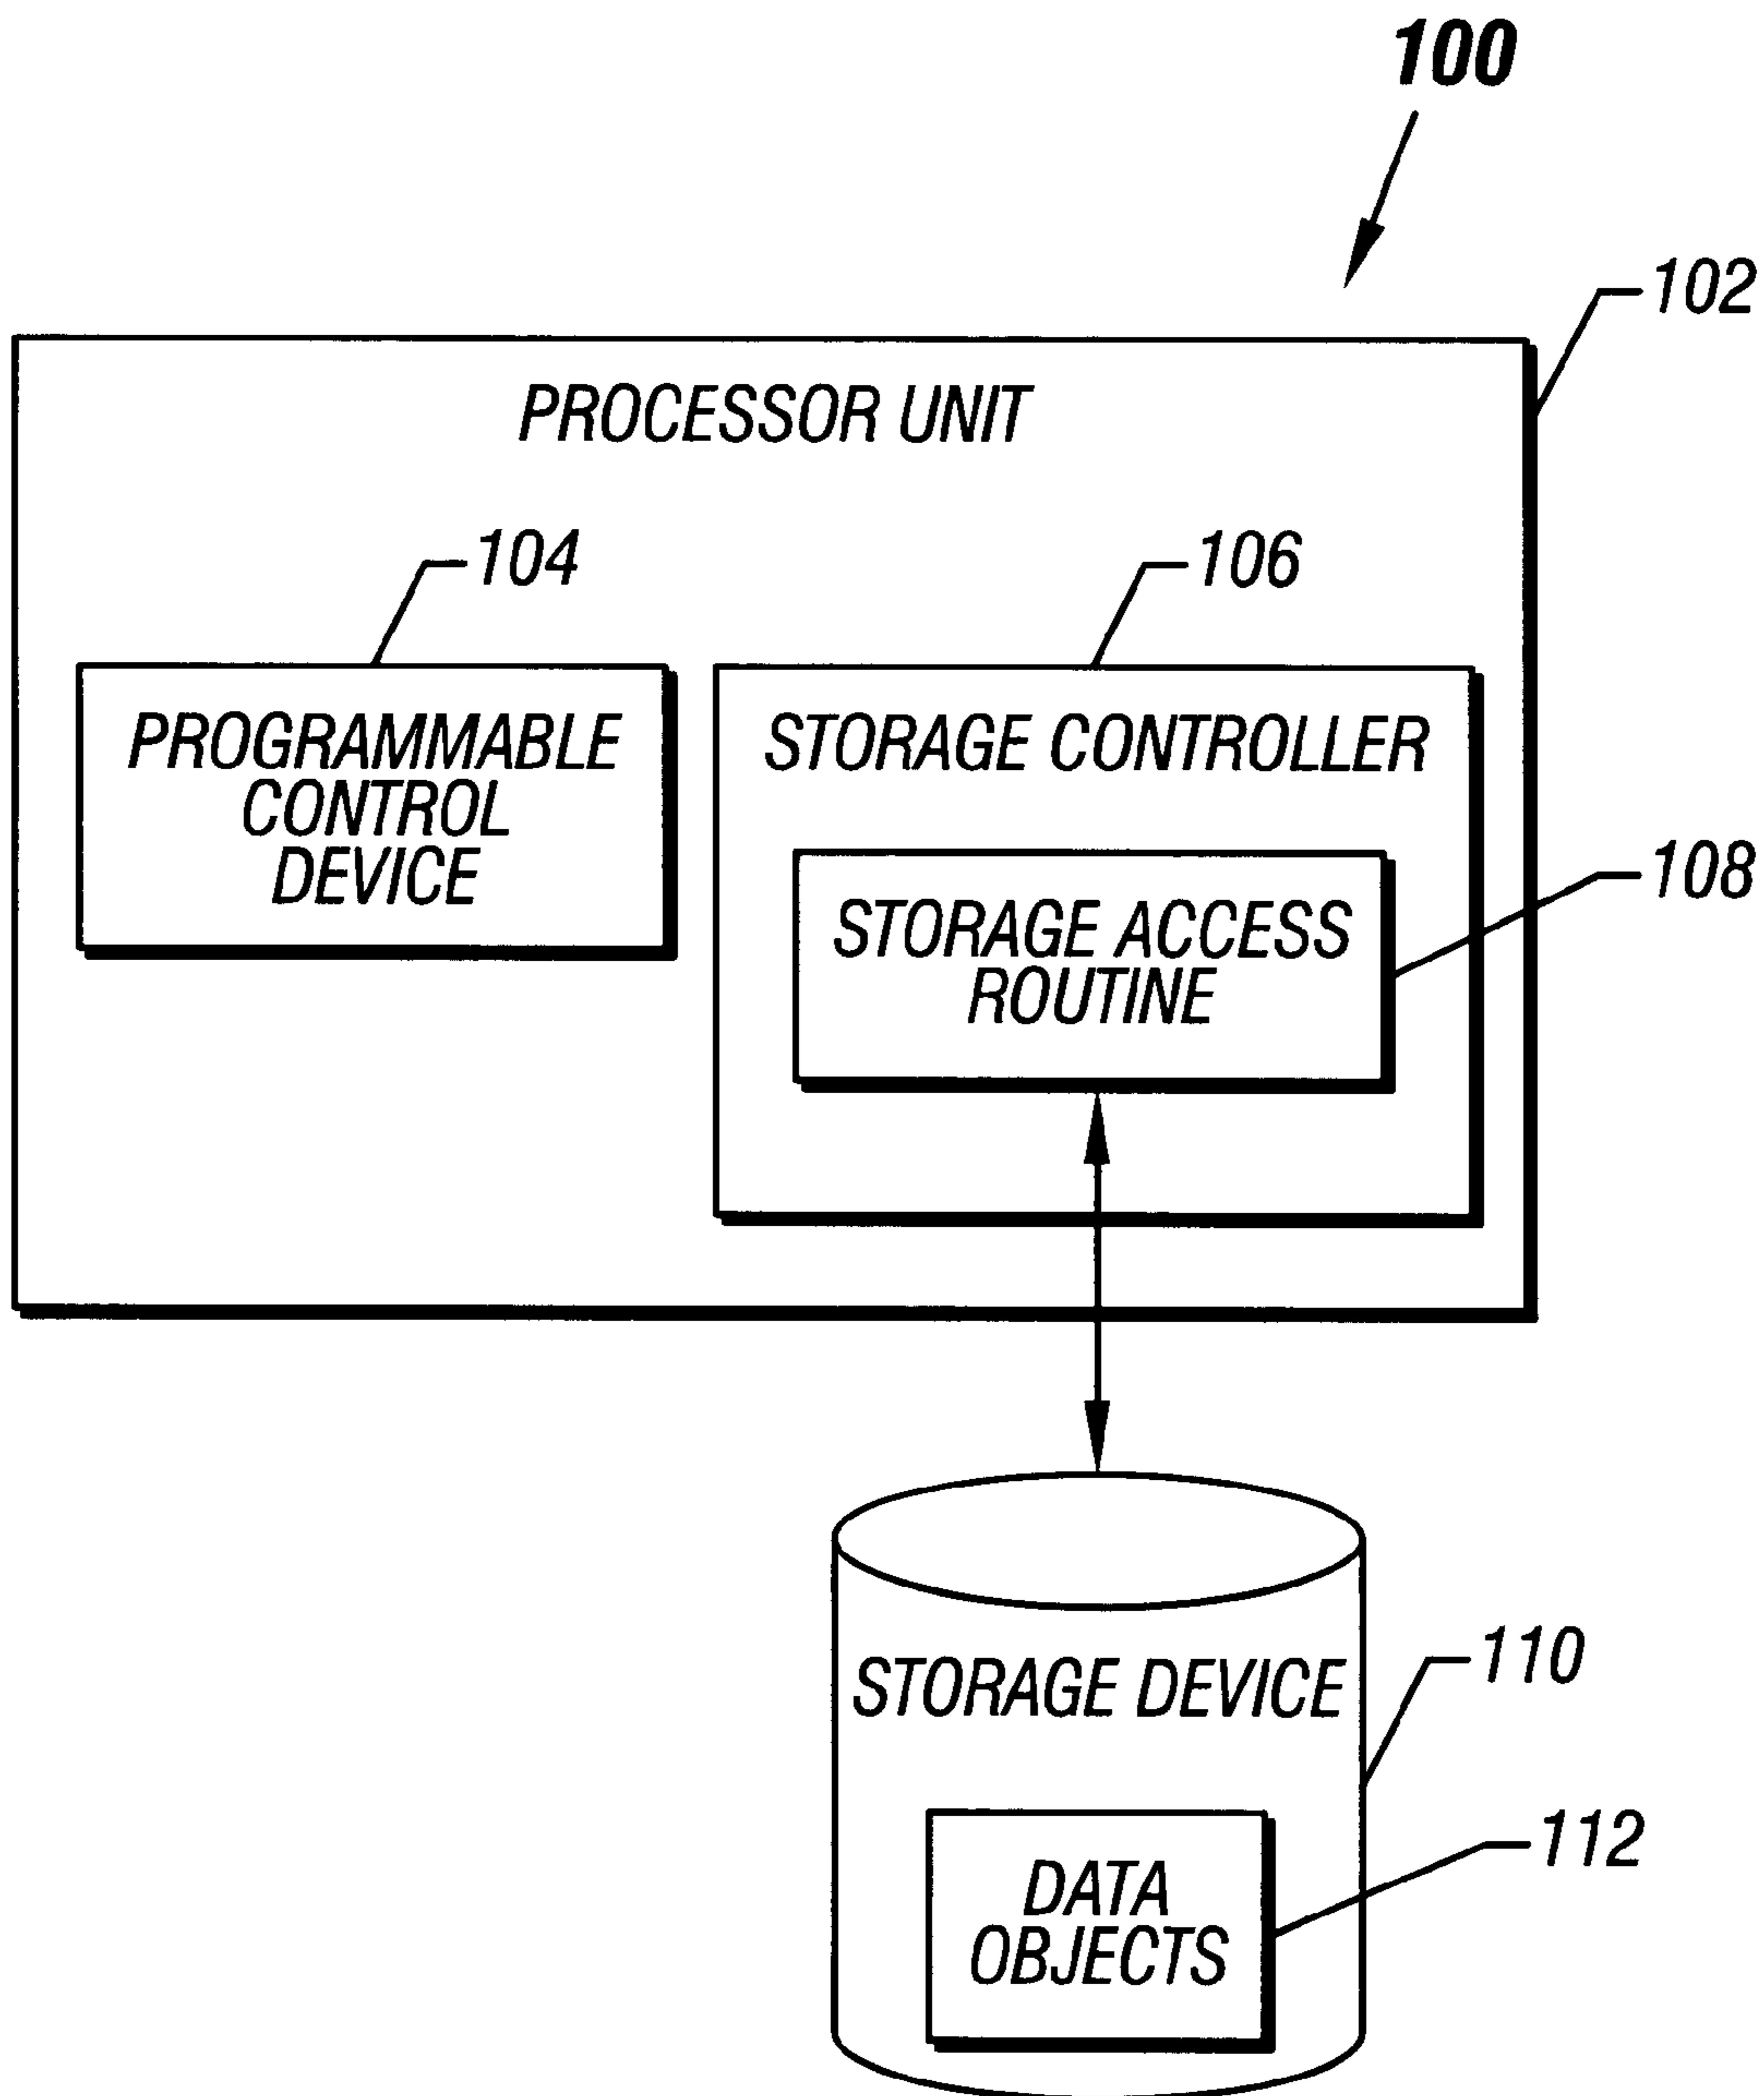 100
102
PROCESSOR UNIT
104
106
PROGRAMMABLE
CONTROL
DEVICE
STORAGE CONTROLLER
108
STORAGE ACCESS
ROUTINE
STORAGE DEVICE
110
112
DATA
OBJECTS